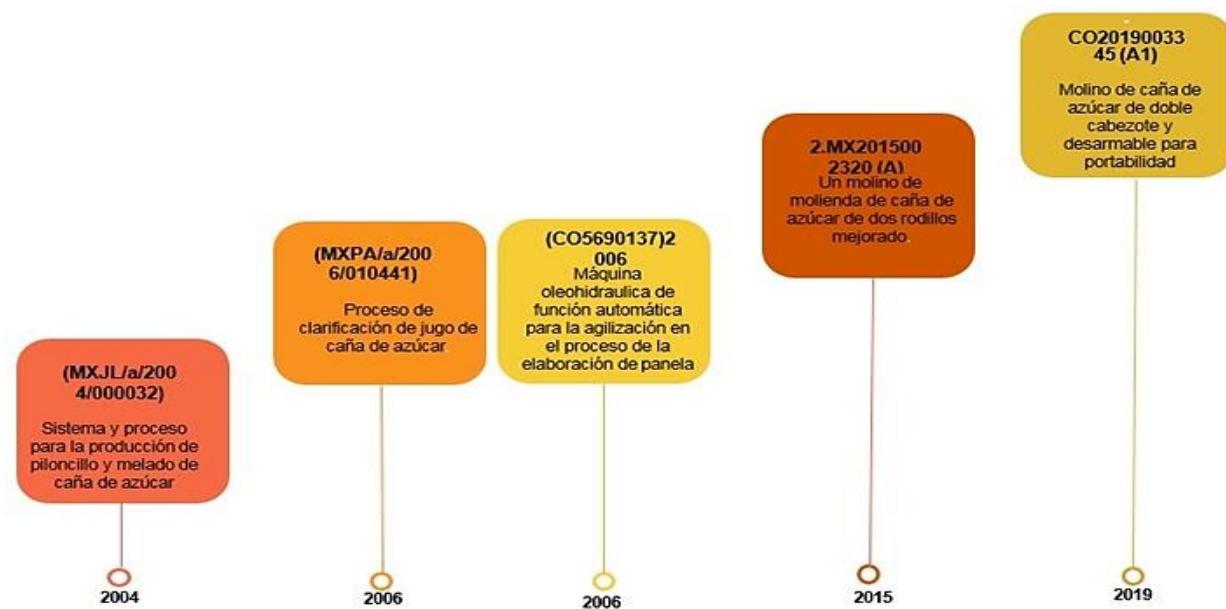 (MXJL/a/200
4/000032)
Sistema y proceso
para la producción de
piloncillo y melado de
caña de azúcar
2004
(MXPA/a/200
6/010441)
Proceso de
clarificación de jugo de
caña de azúcar
2006
(CO5690137)2
006
Máquina
oleohidraulica de
función automática
para la agilización en
el proceso de la
elaboración de panela
2006
2.MX201500
2320 (A)
Un molino de
molienda de caña de
azúcar de dos rodillos
mejorado.
2015
CO20190033
45 (A1)
Molino de caña de
azúcar de doble
cabezote y
desarmable para
portabilidad
2019